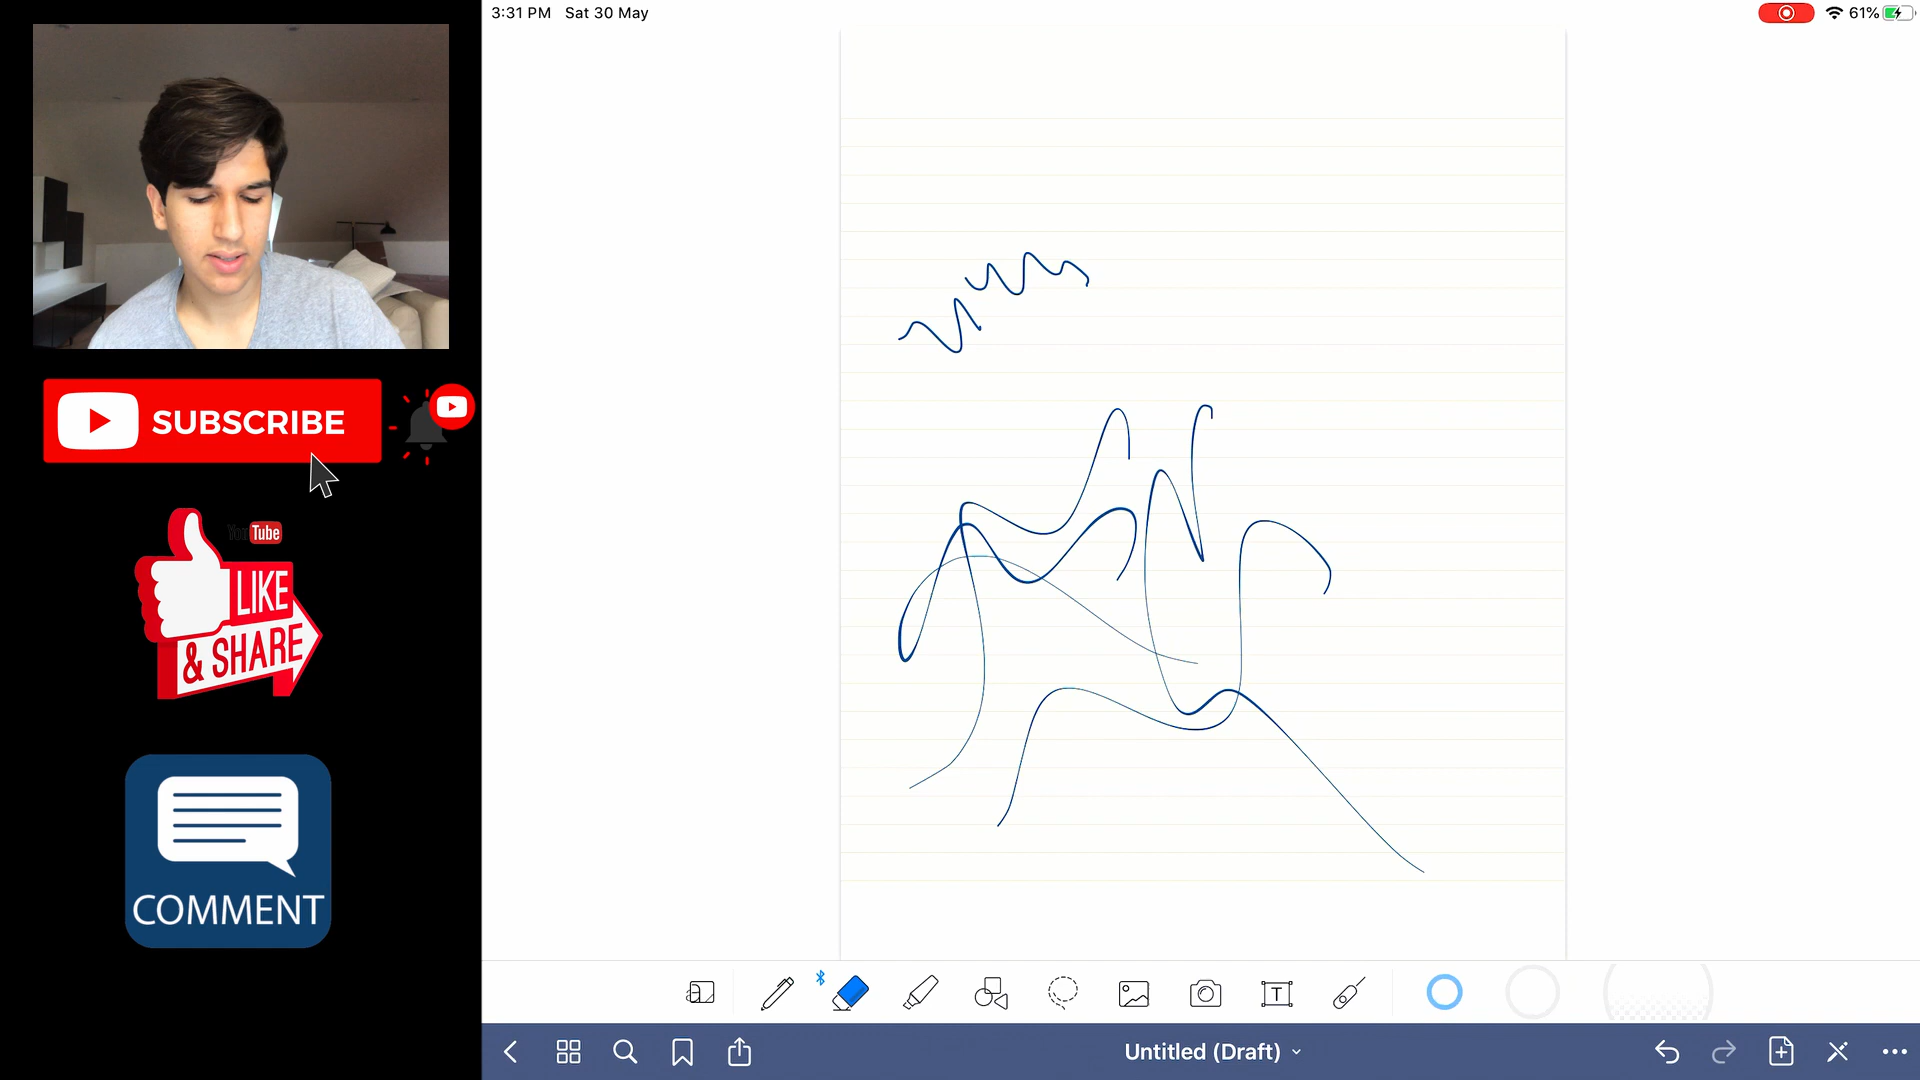 3:31 PM Sat 30 May
61%
SUBSCRIBE
YouTube
LIKE
& SHARE
COMMENT
T
Untitled (Draft)